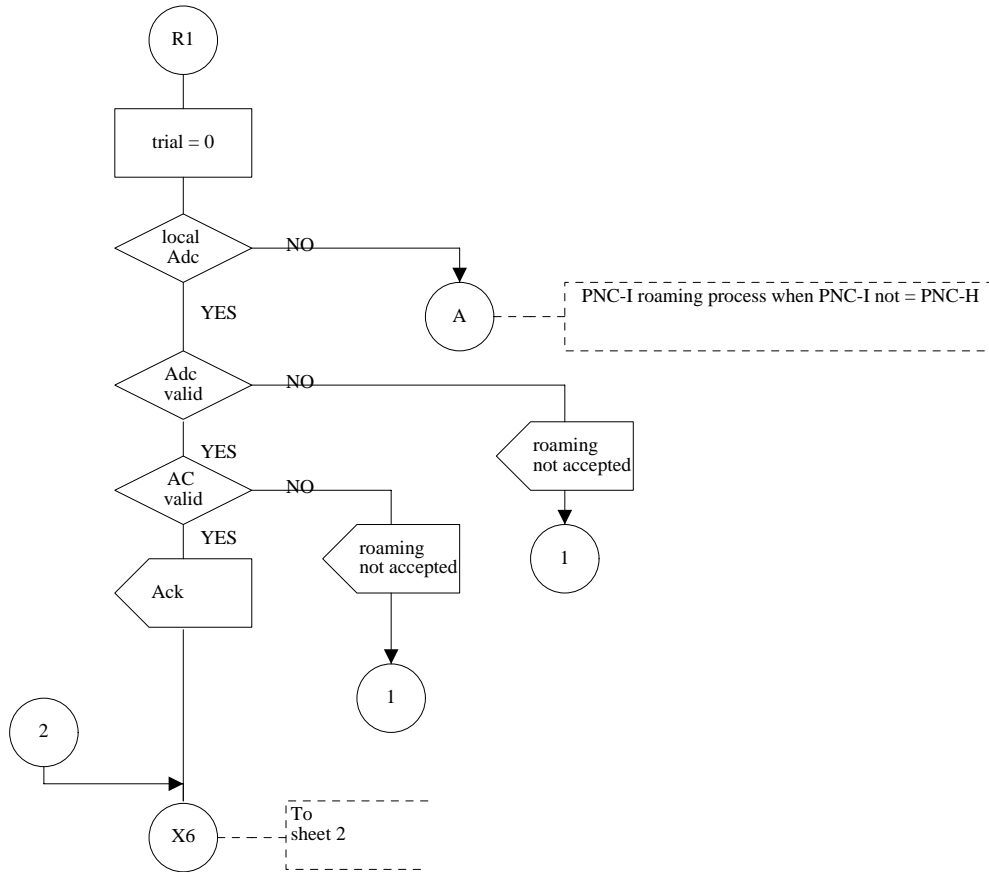 R1
trial = 0
local
Adc
NO
A
PNC-I roaming process when PNC-I not = PNC-H
YES
Adc
valid
NO
roaming
not accepted
1
YES
AC
valid
NO
roaming
not accepted
1
YES
Ack
2
X6
To
sheet 2